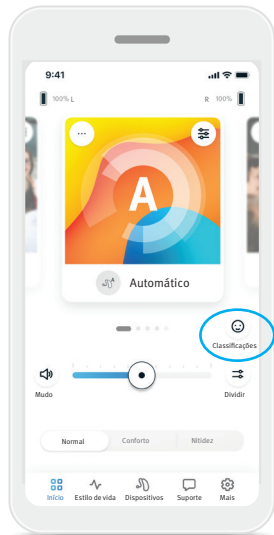 9:41
100% L
R 100%
A
Automático
Classificações
Mudo
Dividir
Normal Conforto Nitidez
Início Estilo de vida Dispositivos Suporte Mais